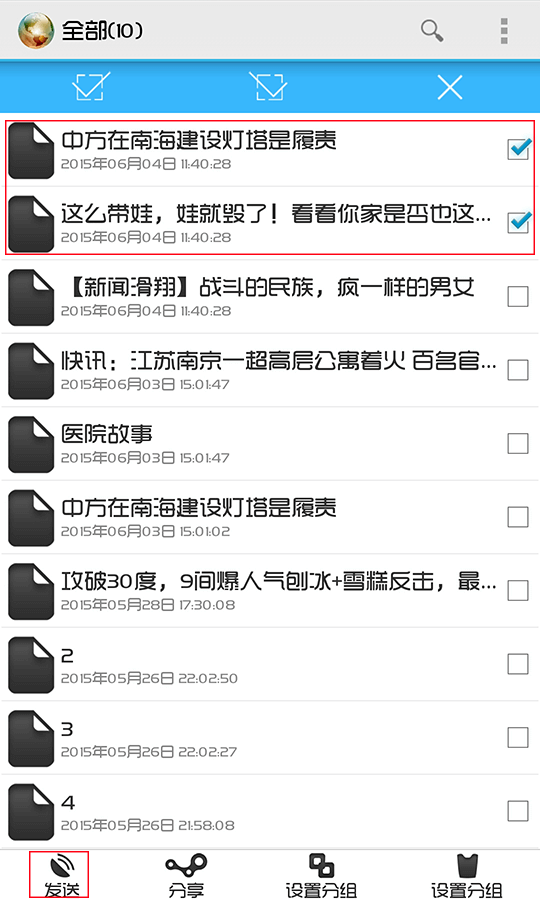 全部(10)
中方在南海建设灯塔是履责
2015年06月04日 11:40:28
这么带娃，娃就毁了！看看你家是否也这...
2015年06月04日 11:40:28
【新闻滑翔】战斗的民族，疯一样的男女
2015年06月04日 11:40:28
快讯：江苏南京一超高层公寓着火 百名官...
2015年06月03日 15:01:47
医院故事
2015年06月03日 15:01:47
中方在南海建设灯塔是履责
2015年06月03日 15:01:02
攻破30度，9间爆人气刨冰+雪糕反击，最...
2015年05月28日 17:30:08
2
2015年05月26日 22:02:50
3
2015年05月26日 22:02:27
4
2015年05月26日 21:58:08
发送 分享 设置分组 设置分组